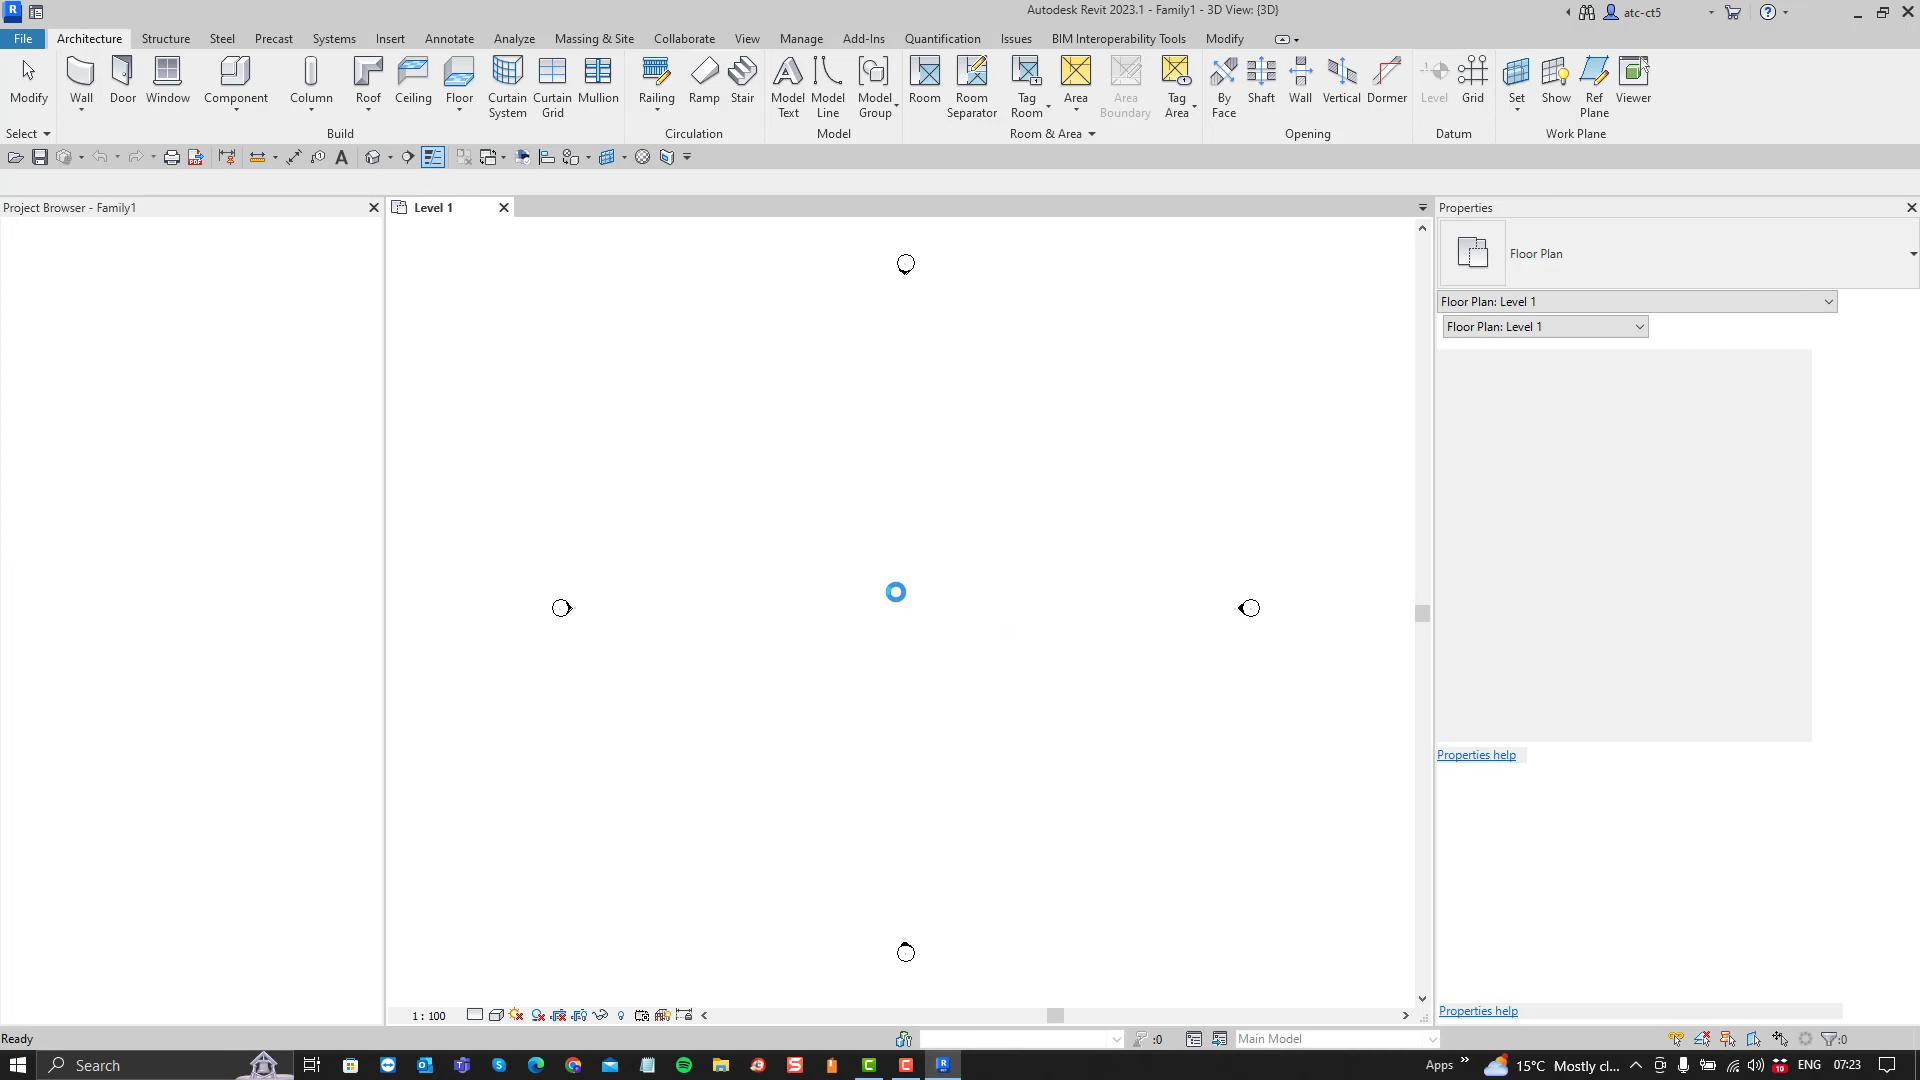 Autodesk Revit 2023.1 - Family1 - 3D View: {3D}
atc-ct5
File Architecture Structure Steel Precast Systems Insert Annotate Analyze Massing & Site Collaborate View Manage Add-Ins Quantification Issues BIM Interoperability Tools Modify
Modify Wall Door Window Component Column Roof Ceiling Floor Curtain System Curtain Grid Mullion Railing Ramp Stair Model Text Model Line Model Group Room Room Separator Tag Room Area Area Boundary Tag Area By Face Shaft Wall Vertical Dormer Level Grid Set Show Ref Plane Viewer
Select Build Circulation Model Room & Area Opening Datum Work Plane
Project Browser - Family1
Level 1
Properties
Floor Plan
Floor Plan: Level 1
Floor Plan: Level 1
Properties help
Properties help
1 : 100
Ready
:0
Main Model
:0
Search
Apps
15°C Mostly cl...
10
ENG
07:23